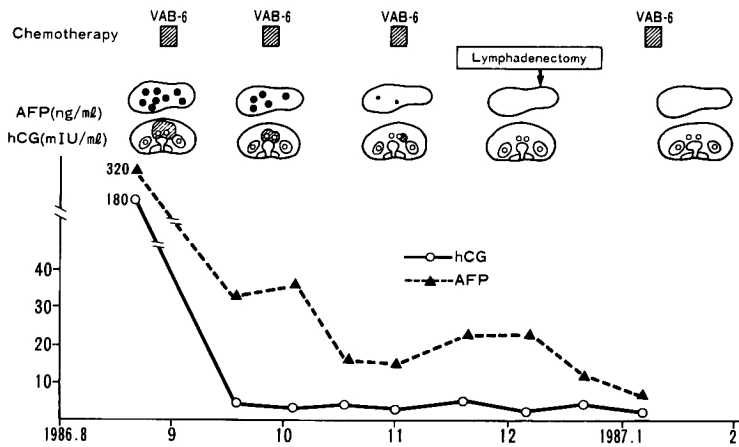 VAB-6 VAB-6 VAB-6 VAB-6
Chemotherapy
Lymphadenectomy
AFP(ng/mℓ)
hCG(mIU/mℓ)
320
180
hCG
AFP
40
30
20
10
1986.8 9 10 11 12 1987.1 2